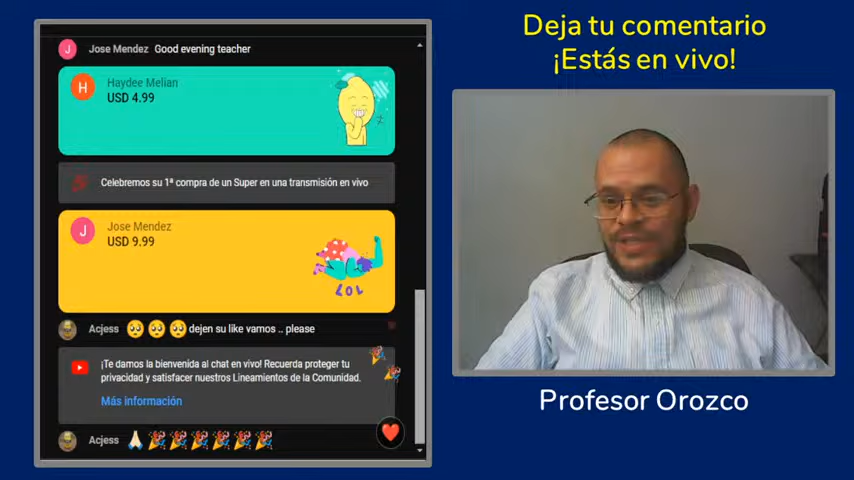 Deja tu comentario
¡Estás en vivo!
J Jose Mendez Good evening teacher
H Haydee Melian
USD 4.99
Celebremos su 1ª compra de un Super en una transmisión en vivo
J Jose Mendez
USD 9.99
LOL
Acjess 🥺🥺🥺 dejen su like vamos .. please
¡Te damos la bienvenida al chat en vivo! Recuerda proteger tu
privacidad y satisfacer nuestros Lineamientos de la Comunidad.
Más información
Acjess 🙏🏻🎉🎉🎉🎉🎉🎉
Profesor Orozco